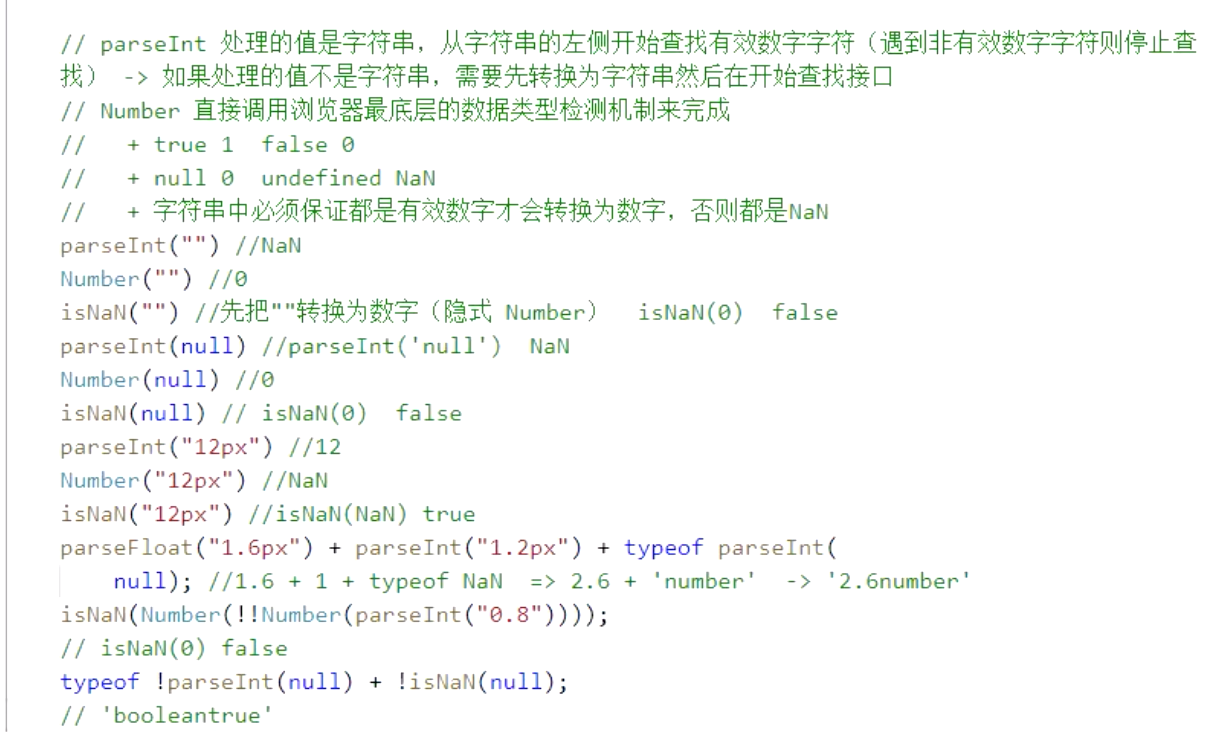 // parseInt 处理的值是字符串，从字符串的左侧开始查找有效数字字符（遇到非有效数字字符则停止查
找） -> 如果处理的值不是字符串，需要先转换为字符串然后在开始查找接口
// Number 直接调用浏览器最底层的数据类型检测机制来完成
//   + true 1  false 0
//   + null 0  undefined NaN
//   + 字符串中必须保证都是有效数字才会转换为数字，否则都是NaN
parseInt("") //NaN
Number("") //0
isNaN("") //先把""转换为数字（隐式 Number）  isNaN(0)  false
parseInt(null) //parseInt('null')  NaN
Number(null) //0
isNaN(null) // isNaN(0)  false
parseInt("12px") //12
Number("12px") //NaN
isNaN("12px") //isNaN(NaN) true
parseFloat("1.6px") + parseInt("1.2px") + typeof parseInt(
    null); //1.6 + 1 + typeof NaN  => 2.6 + 'number'  -> '2.6number'
isNaN(Number(!!Number(parseInt("0.8"))));
// isNaN(0) false
typeof !parseInt(null) + !isNaN(null);
// 'booleantrue'